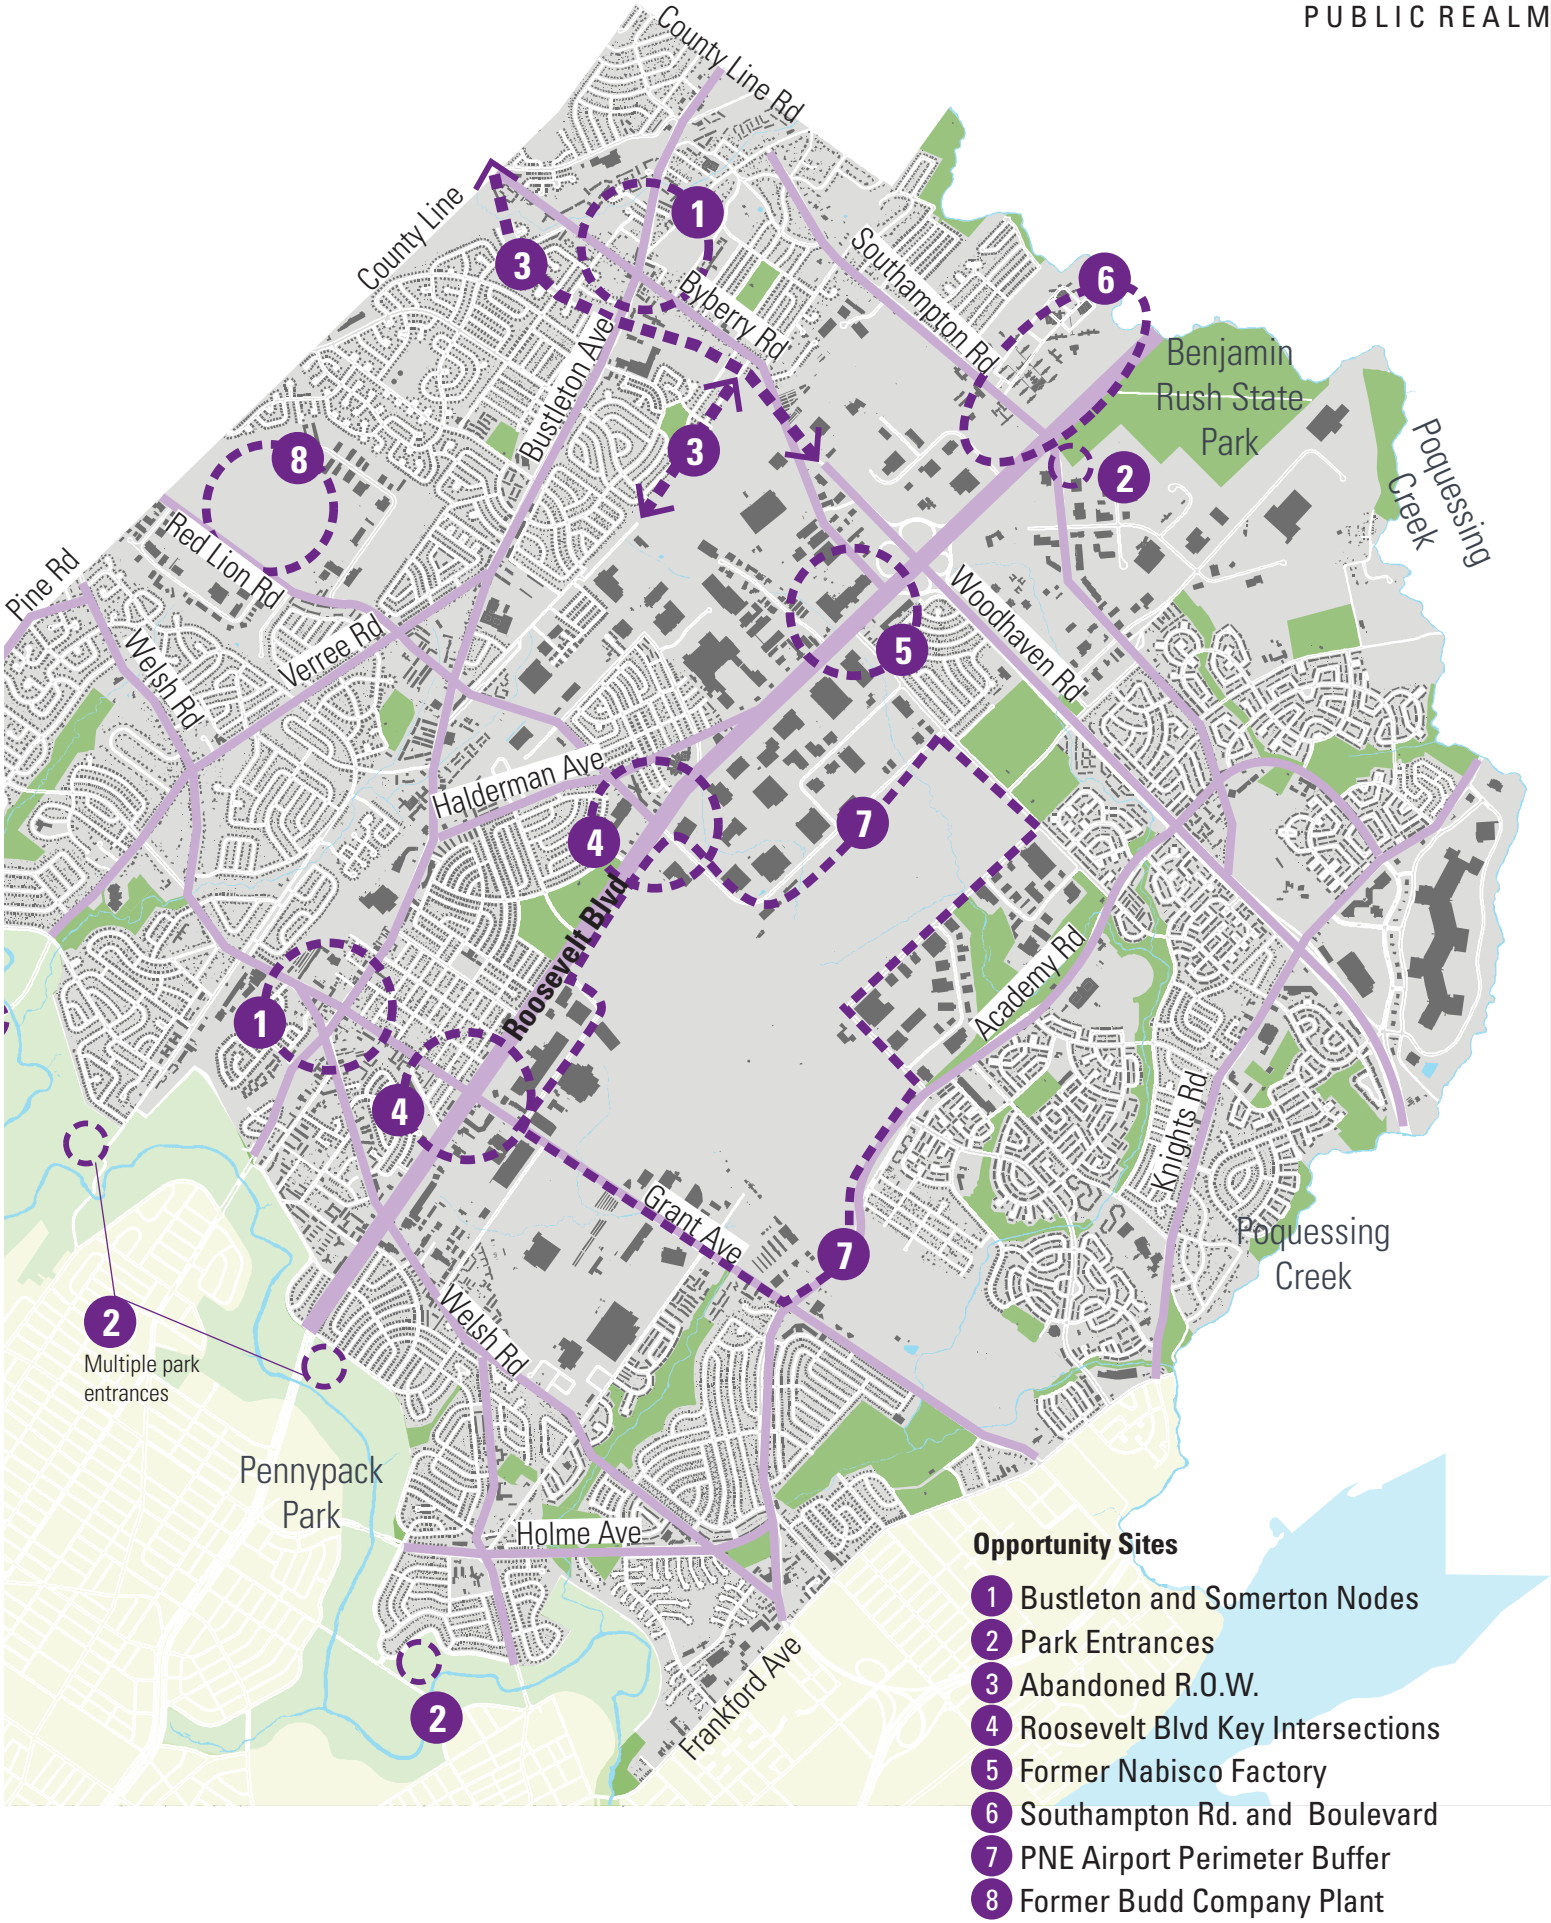 PUBLIC REALM
County Line Rd
1
County Line
3
Southampton Rd
6
Byberry Rd
Benjamin
Rush State
Park
Bustleton Ave
3
8
2
Poquessing
Creek
Red Lion Rd
Pine Rd
Welsh Rd
Verree Rd
Woodhaven Rd
5
Halderman Ave
4
7
Roosevelt Blvd
Academy Rd
1
4
Knights Rd
Grant Ave
7
Poquessing
Creek
2
Multiple park
entrances
Welsh Rd
Pennypack
Park
Holme Ave
2
Frankford Ave
Opportunity Sites
1 Bustleton and Somerton Nodes
2 Park Entrances
3 Abandoned R.O.W.
4 Roosevelt Blvd Key Intersections
5 Former Nabisco Factory
6 Southampton Rd. and Boulevard
7 PNE Airport Perimeter Buffer
8 Former Budd Company Plant